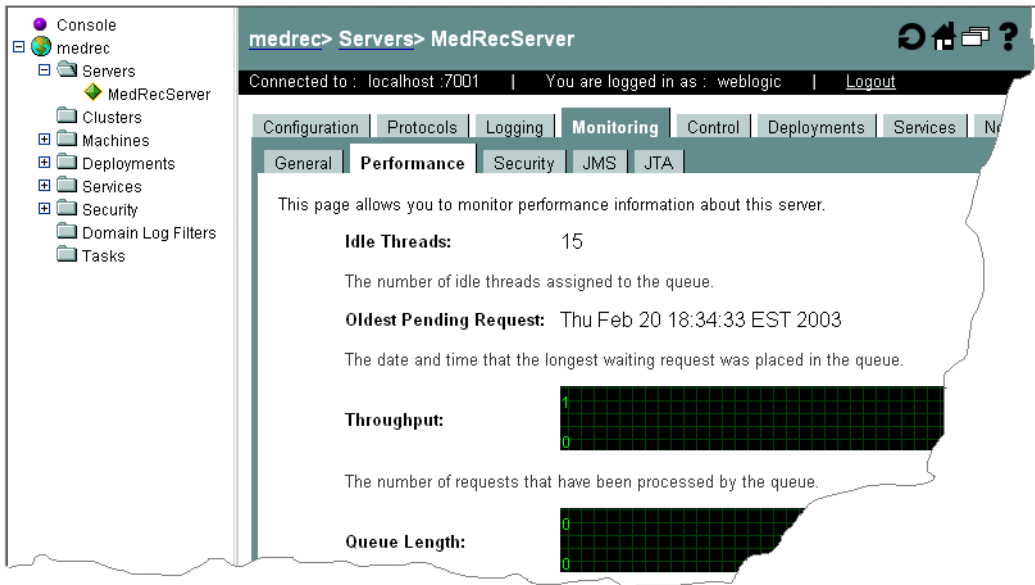 Console
medrec
Servers
MedRecServer
Clusters
Machines
Deployments
Services
Security
Domain Log Filters
Tasks
medrec> Servers> MedRecServer
?
Connected to : localhost :7001 | You are logged in as : weblogic | Logout
Configuration Protocols Logging Monitoring Control Deployments Services
General Performance Security JMS JTA
This page allows you to monitor performance information about this server.
Idle Threads: 15
The number of idle threads assigned to the queue.
Oldest Pending Request: Thu Feb 20 18:34:33 EST 2003
The date and time that the longest waiting request was placed in the queue.
1
Throughput:
0
The number of requests that have been processed by the queue.
0
Queue Length:
0